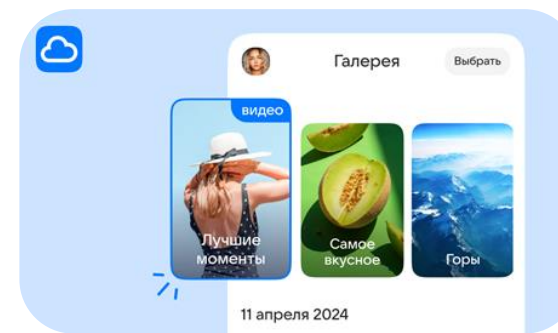 Галерея
Выбрать
видео
Лучшие
моменты
Самое
вкусное
Горы
11 апреля 2024